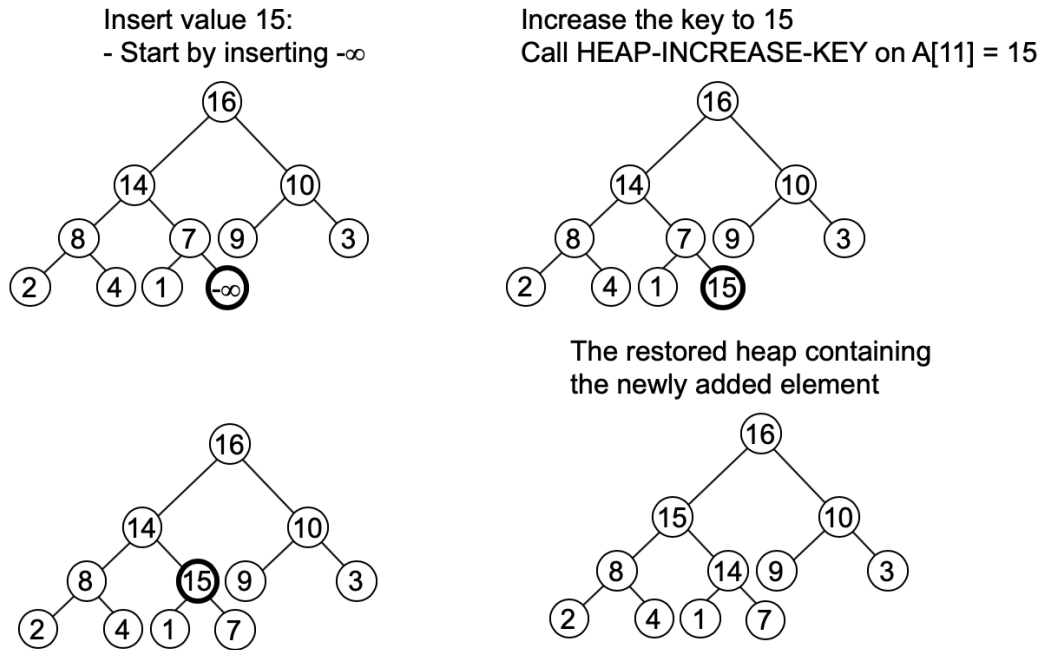 Insert value 15:
- Start by inserting -∞
16
14 10
8 7 9 3
2 4 1 -∞
Increase the key to 15
Call HEAP-INCREASE-KEY on A[11] = 15
16
14 10
8 7 9 3
2 4 1 15
16
14 10
8 15 9 3
2 4 1 7
The restored heap containing
the newly added element
16
15 10
8 14 9 3
2 4 1 7